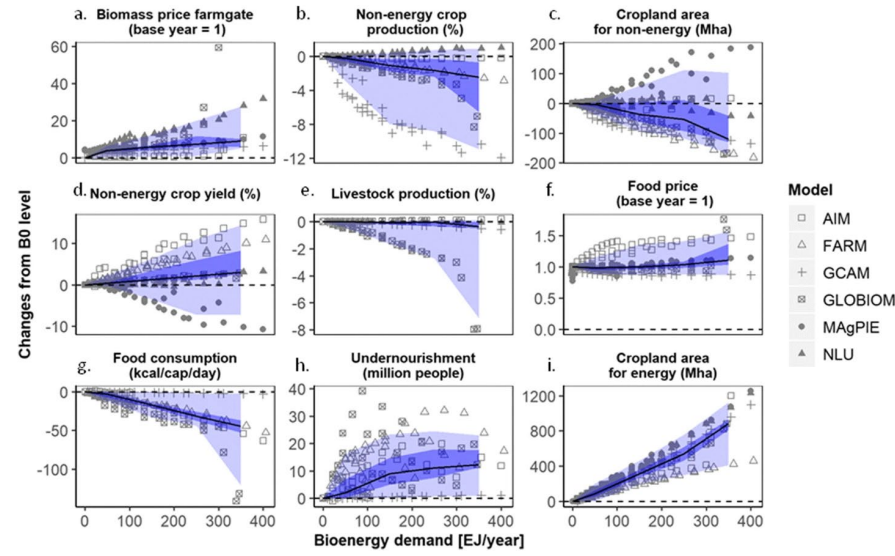 a. Biomass price farmgate
(base year = 1)
b. Non-energy crop
production (%)
c. Cropland area
for non-energy (Mha)
60
40
20
0
0
-4
-8
-12
200
100
0
-100
-200
d. Non-energy crop yield (%)
e. Livestock production (%)
f. Food price
(base year = 1)
10
0
-10
0
-2
-4
-6
-8
1.5
1.0
0.5
0.0
g. Food consumption
(kcal/cap/day)
h. Undernourishment
(million people)
i. Cropland area
for energy (Mha)
0
-50
-100
40
30
20
10
0
1200
800
400
0
0 100 200 300 400
0 100 200 300 400
0 100 200 300 400
Changes from B0 level
Bioenergy demand [EJ/year]
Model
AIM
FARM
GCAM
GLOBIOM
MAgPIE
NLU